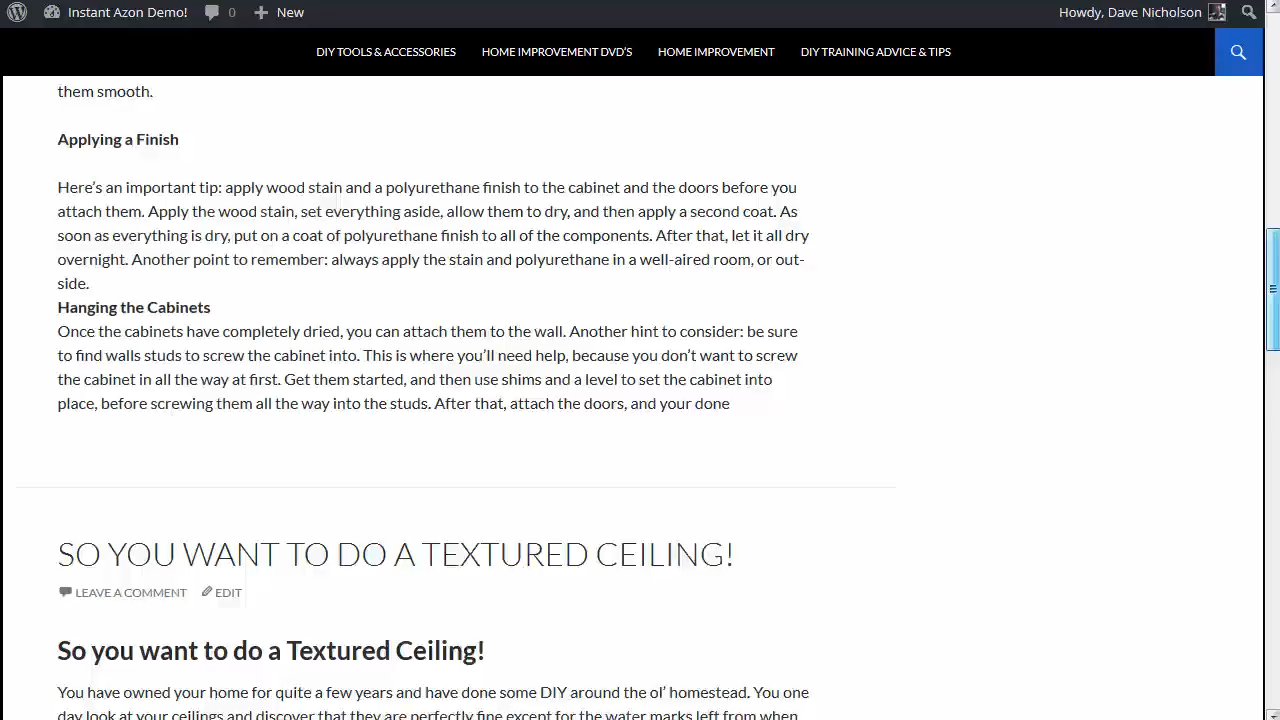 Instant Azon Demo! 0 New Howdy, Dave Nicholson
DIY TOOLS & ACCESSORIES HOME IMPROVEMENT DVD'S HOME IMPROVEMENT DIY TRAINING ADVICE & TIPS
them smooth.
Applying a Finish
Here's an important tip: apply wood stain and a polyurethane finish to the cabinet and the doors before you
attach them. Apply the wood stain, set everything aside, allow them to dry, and then apply a second coat. As
soon as everything is dry, put on a coat of polyurethane finish to all of the components. After that, let it all dry
overnight. Another point to remember: always apply the stain and polyurethane in a well-aired room, or out-
side.
Hanging the Cabinets
Once the cabinets have completely dried, you can attach them to the wall. Another hint to consider: be sure
to find walls studs to screw the cabinet into. This is where you'll need help, because you don't want to screw
the cabinet in all the way at first. Get them started, and then use shims and a level to set the cabinet into
place, before screwing them all the way into the studs. After that, attach the doors, and your done
SO YOU WANT TO DO A TEXTURED CEILING!
LEAVE A COMMENT EDIT
So you want to do a Textured Ceiling!
You have owned your home for quite a few years and have done some DIY around the ol' homestead. You one
day look at your ceilings and discover that they are perfectly fine except for the water marks left from when